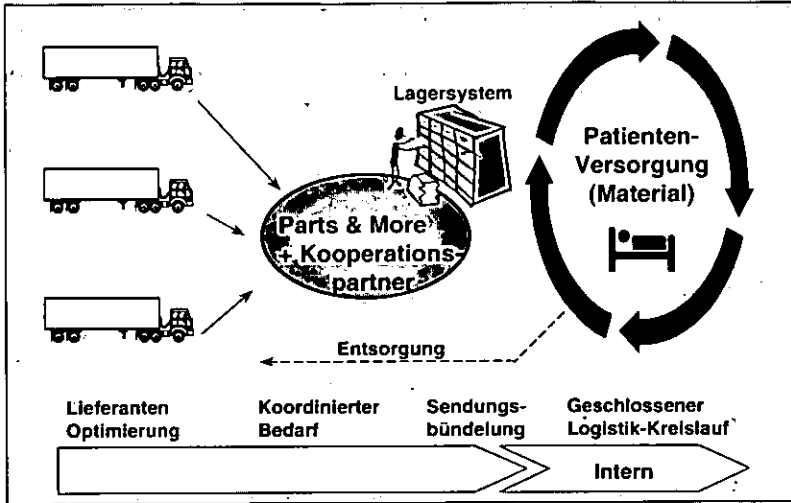 Lagersystem
Patienten-
Versorgung
(Material)
Parts & More
+ Kooperations-
partner
Entsorgung
Lieferanten
Optimierung
Koordinierter
Bedarf
Sendungs-
bündelung
Geschlossener
Logistik-Kreislauf
Intern